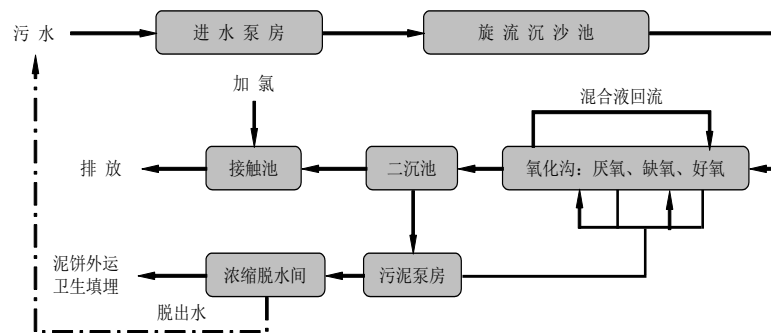 污水
进水泵房
旋流沉沙池
加氯
混合液回流
排放
接触池
二沉池
氧化沟：厌氧、缺氧、好氧
泥饼外运
卫生填埋
浓缩脱水间
污泥泵房
脱出水